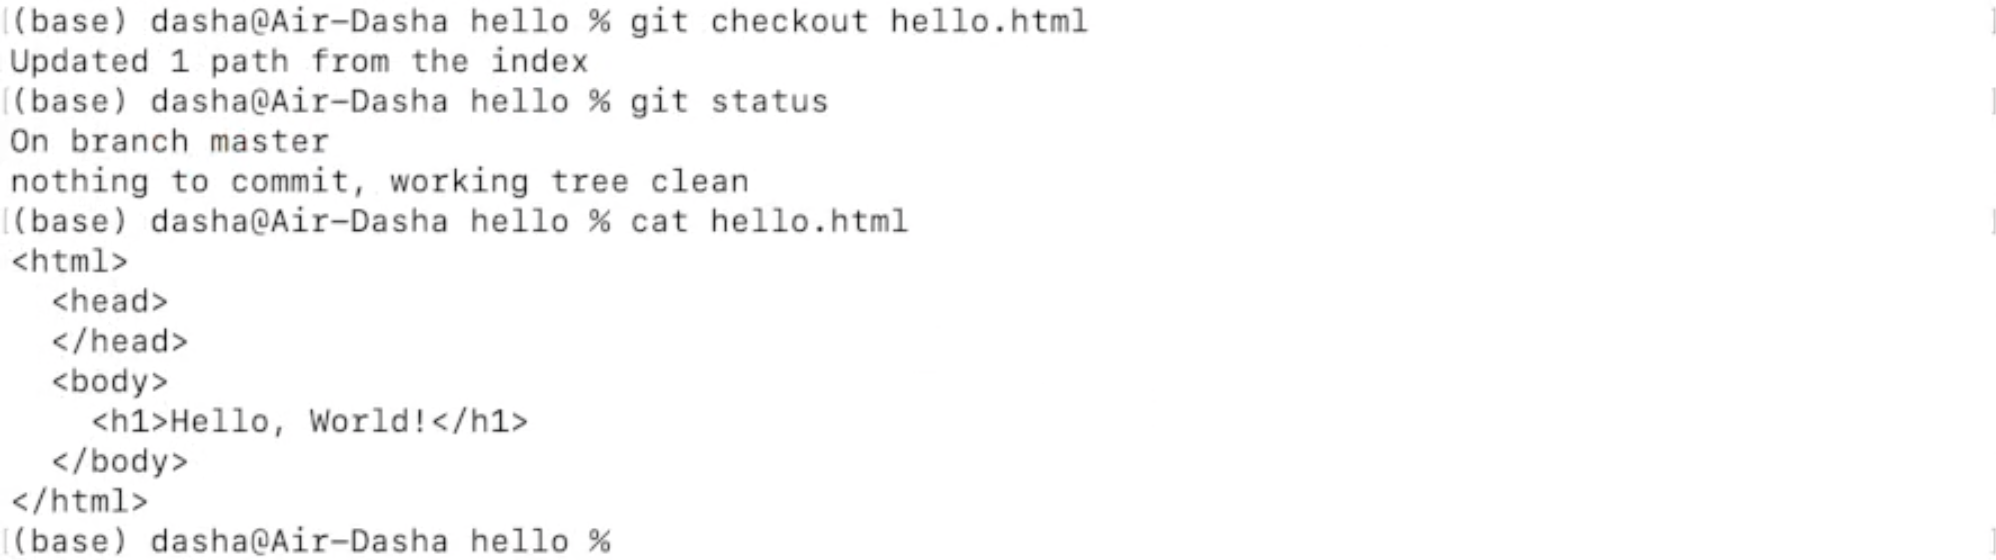 [(base) dasha@Air-Dasha hello % git checkout hello.html ]
Updated 1 path from the index
[(base) dasha@Air-Dasha hello % git status ]
On branch master
nothing to commit, working tree clean
[(base) dasha@Air-Dasha hello % cat hello.html ]
<html>
  <head>
  </head>
  <body>
    <h1>Hello, World!</h1>
  </body>
</html>
[(base) dasha@Air-Dasha hello % ]